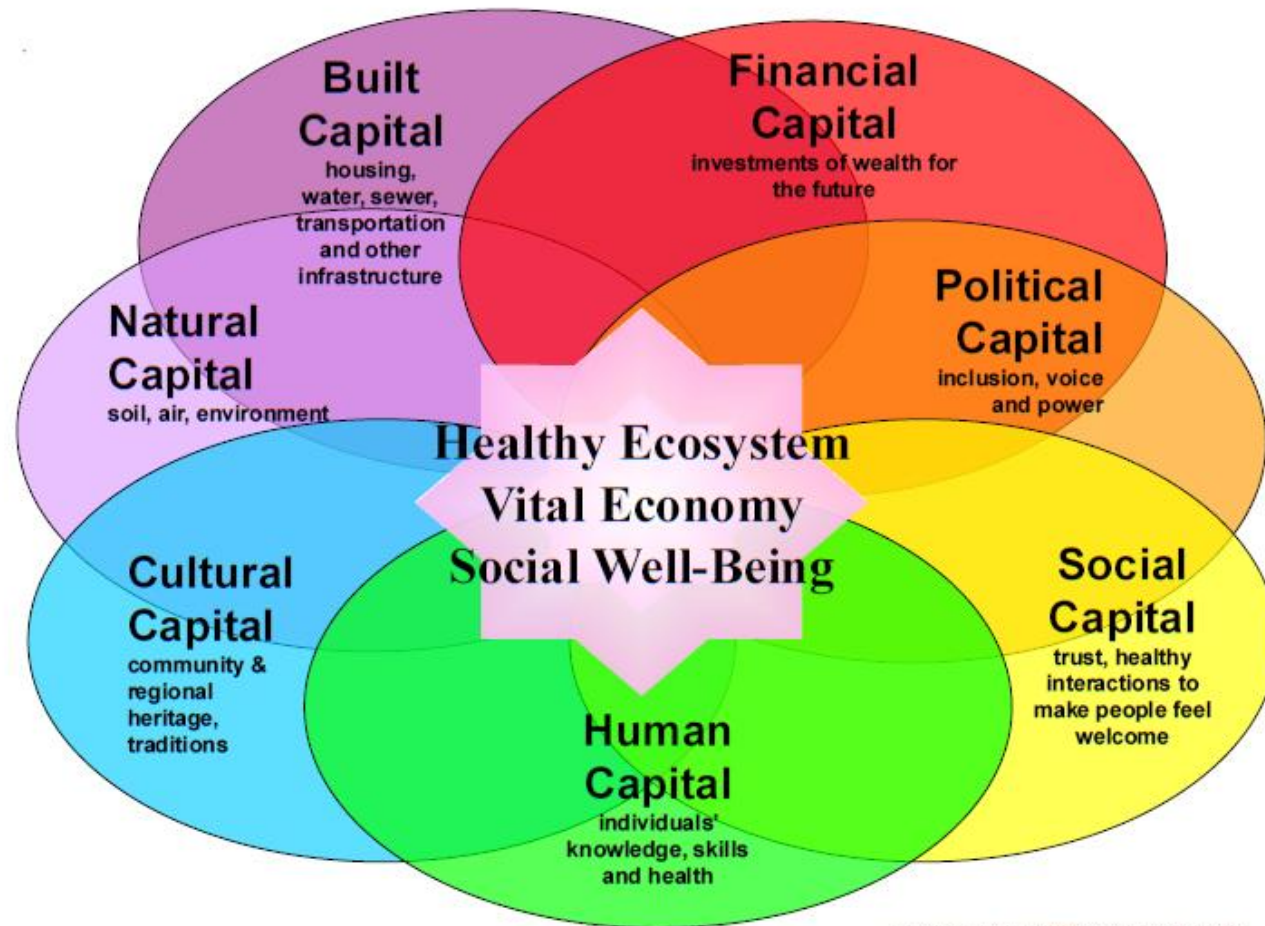 Built
Capital
housing,
water, sewer,
transportation
and other
infrastructure
Financial
Capital
investments of wealth for
the future
Natural
Capital
soil, air, environment
Political
Capital
inclusion, voice
and power
Healthy Ecosystem
Vital Economy
Social Well-Being
Cultural
Capital
community &
regional
heritage,
traditions
Social
Capital
trust, healthy
interactions to
make people feel
welcome
Human
Capital
individuals'
knowledge, skills
and health